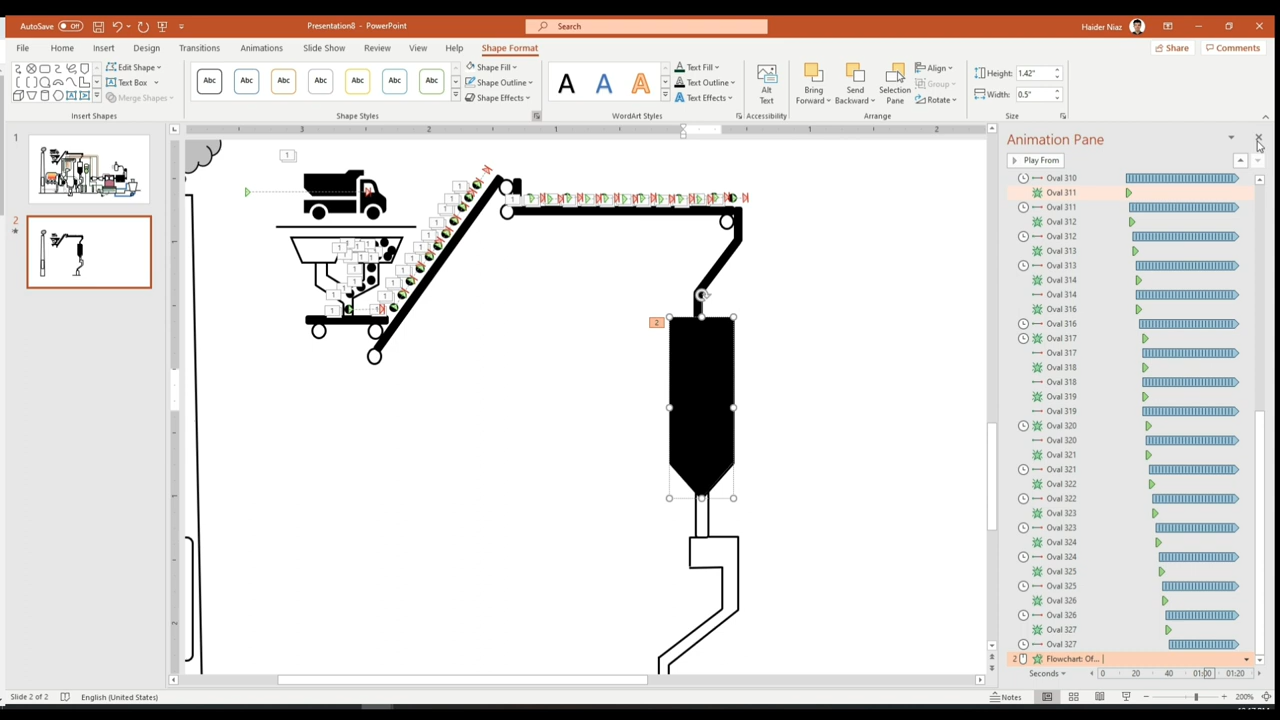 AutoSave Off
Presentation8 - PowerPoint
Search
Haider Niaz
File Home Insert Design Transitions Animations Slide Show Review View Help Shape Format
Share Comments
Edit Shape
Text Box
Merge Shapes
Insert Shapes
Abc Abc Abc Abc Abc Abc Abc
Shape Fill
Shape Outline
Shape Effects
Shape Styles
A A A
Text Fill
Text Outline
Text Effects
WordArt Styles
Alt
Text
Accessibility
Bring
Forward
Send
Backward
Selection
Pane
Align
Group
Rotate
Arrange
Height: 1.42"
Width: 0.5"
Size
1
2
3 2 1 1 2
1
2
Animation Pane
Play From
Oval 310
Oval 311
Oval 311
Oval 312
Oval 312
Oval 313
Oval 313
Oval 314
Oval 314
Oval 316
Oval 316
Oval 317
Oval 317
Oval 318
Oval 318
Oval 319
Oval 319
Oval 320
Oval 320
Oval 321
Oval 321
Oval 322
Oval 322
Oval 323
Oval 323
Oval 324
Oval 324
Oval 325
Oval 325
Oval 326
Oval 326
Oval 327
Oval 327
2 Flowchart: Of...
Seconds 0 20 40 01:00 01:20
Slide 2 of 2 English (United States) Notes 200%